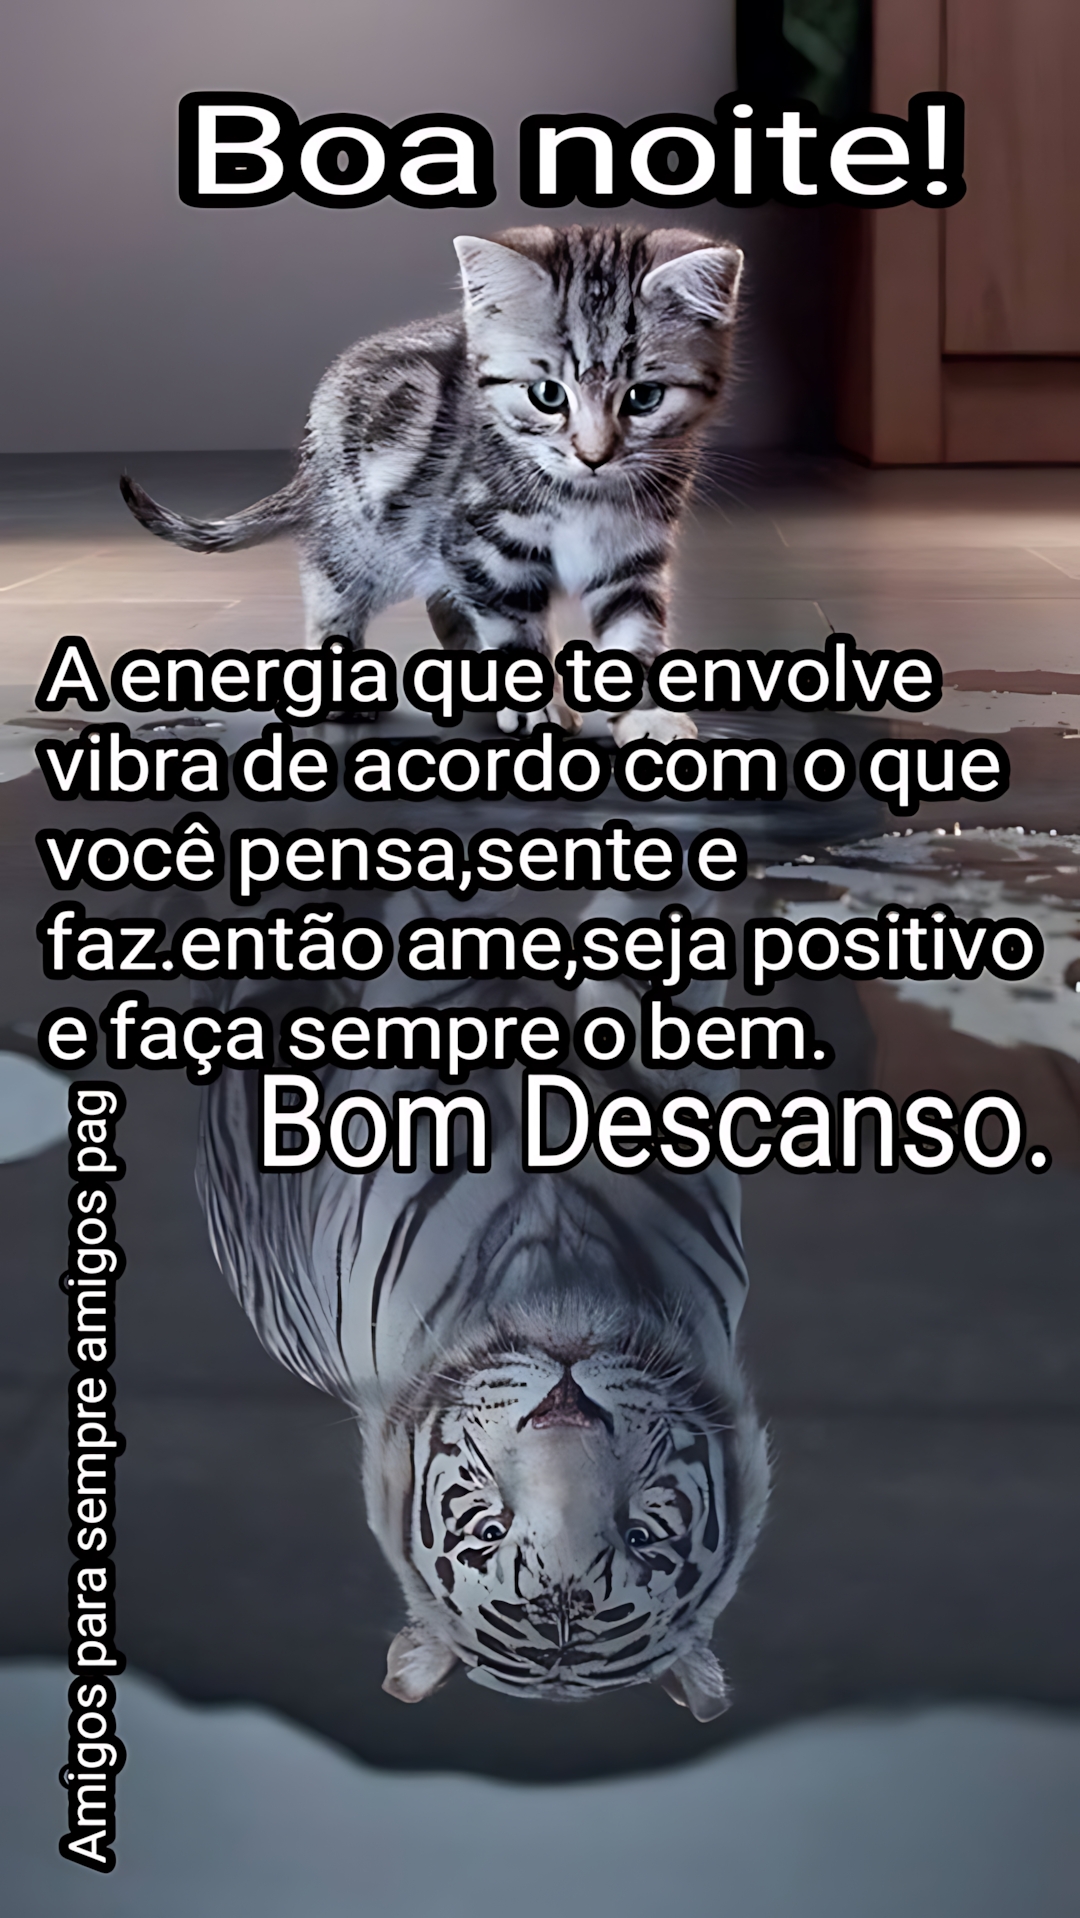 Boa noite!
A energia que te envolve
vibra de acordo com o que
você pensa,sente e
faz.então ame,seja positivo
e faça sempre o bem.
Bom Descanso.
Amigos para sempre amigos pag